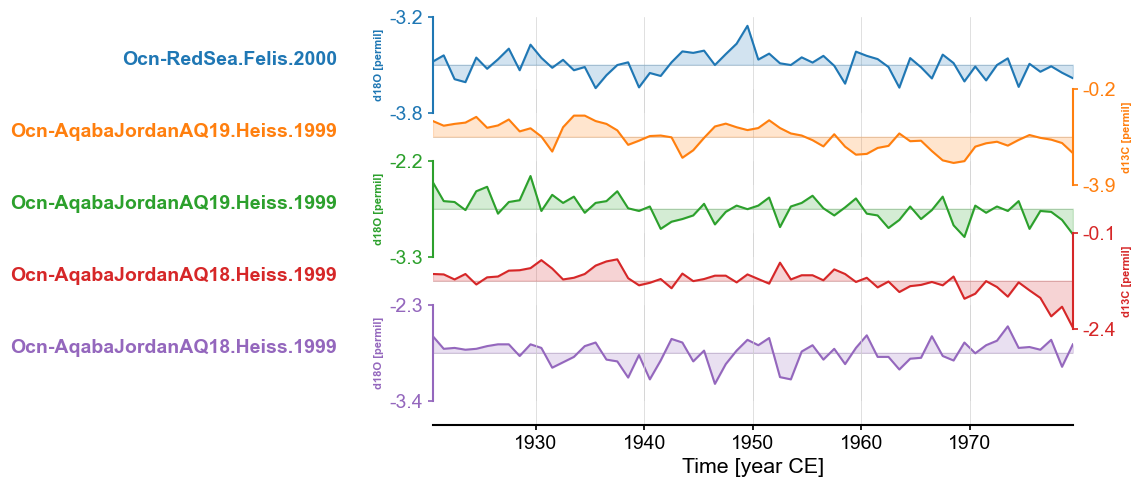 -3.2
Ocn-RedSea.Felis.2000
d18O [permil]
-3.8
-0.2
Ocn-AqabaJordanAQ19.Heiss.1999
d13C [permil]
-3.9
-2.2
Ocn-AqabaJordanAQ19.Heiss.1999
d18O [permil]
-3.3
-0.1
Ocn-AqabaJordanAQ18.Heiss.1999
d13C [permil]
-2.4
-2.3
Ocn-AqabaJordanAQ18.Heiss.1999
d18O [permil]
-3.4
1930 1940 1950 1960 1970
Time [year CE]